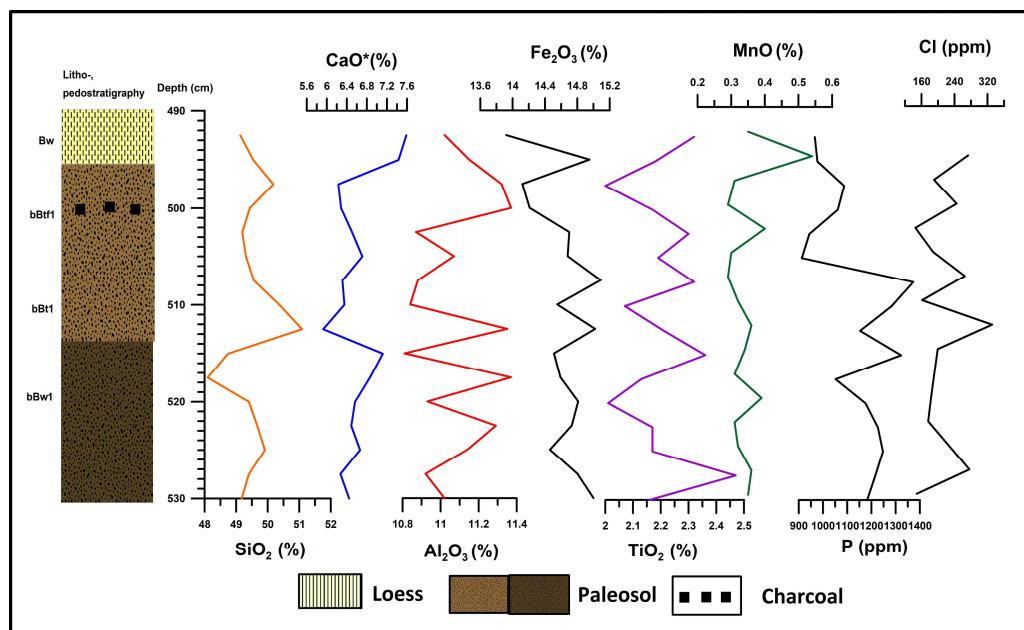 CaO*(%)
Fe₂O₃(%)
MnO (%)
Cl (ppm)
Litho-,
pedostratigraphy
Depth (cm)
5.6 6 6.4 6.8 7.2 7.6
13.6 14 14.4 14.8 15.2
0.2 0.3 0.4 0.5 0.6
160 240 320
490
Bw
500
bBtf1
510
bBt1
520
bBw1
530
48 49 50 52
SiO₂ (%)
10.8 11 11.2 11.4
Al₂O₃ (%)
2 2.1 2.2 2.3 2.4 2.5
TiO₂ (%)
900 1000 1100 1200 1300 1400
P (ppm)
Loess
Paleosol
Charcoal